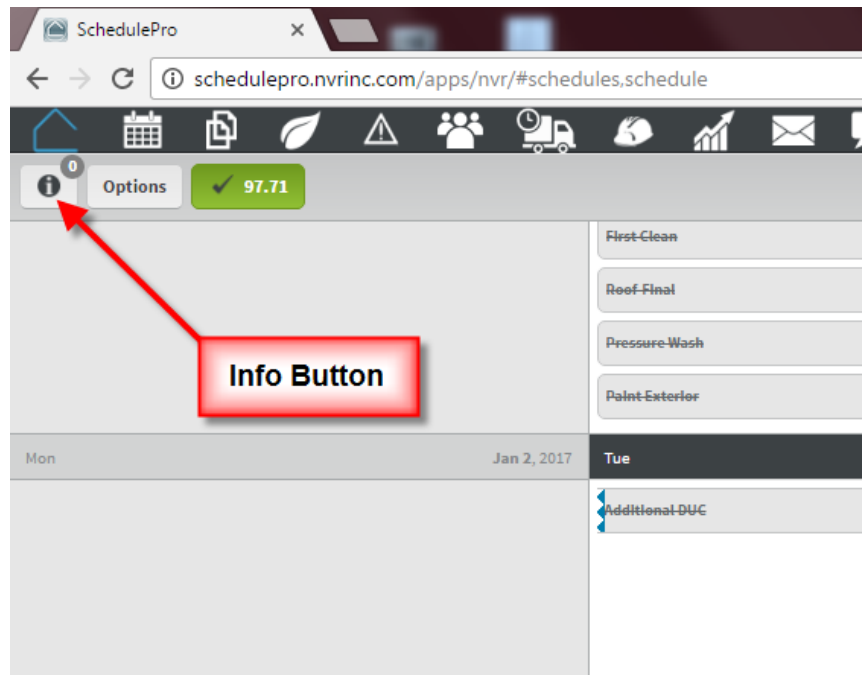 SchedulePro
schedulepro.nvrinc.com/apps/nvr/#schedules,schedule
0
Options
97.71
First Clean
Roof Final
Pressure Wash
Paint Exterior
Info Button
Mon
Jan 2, 2017
Tue
Additional DUC